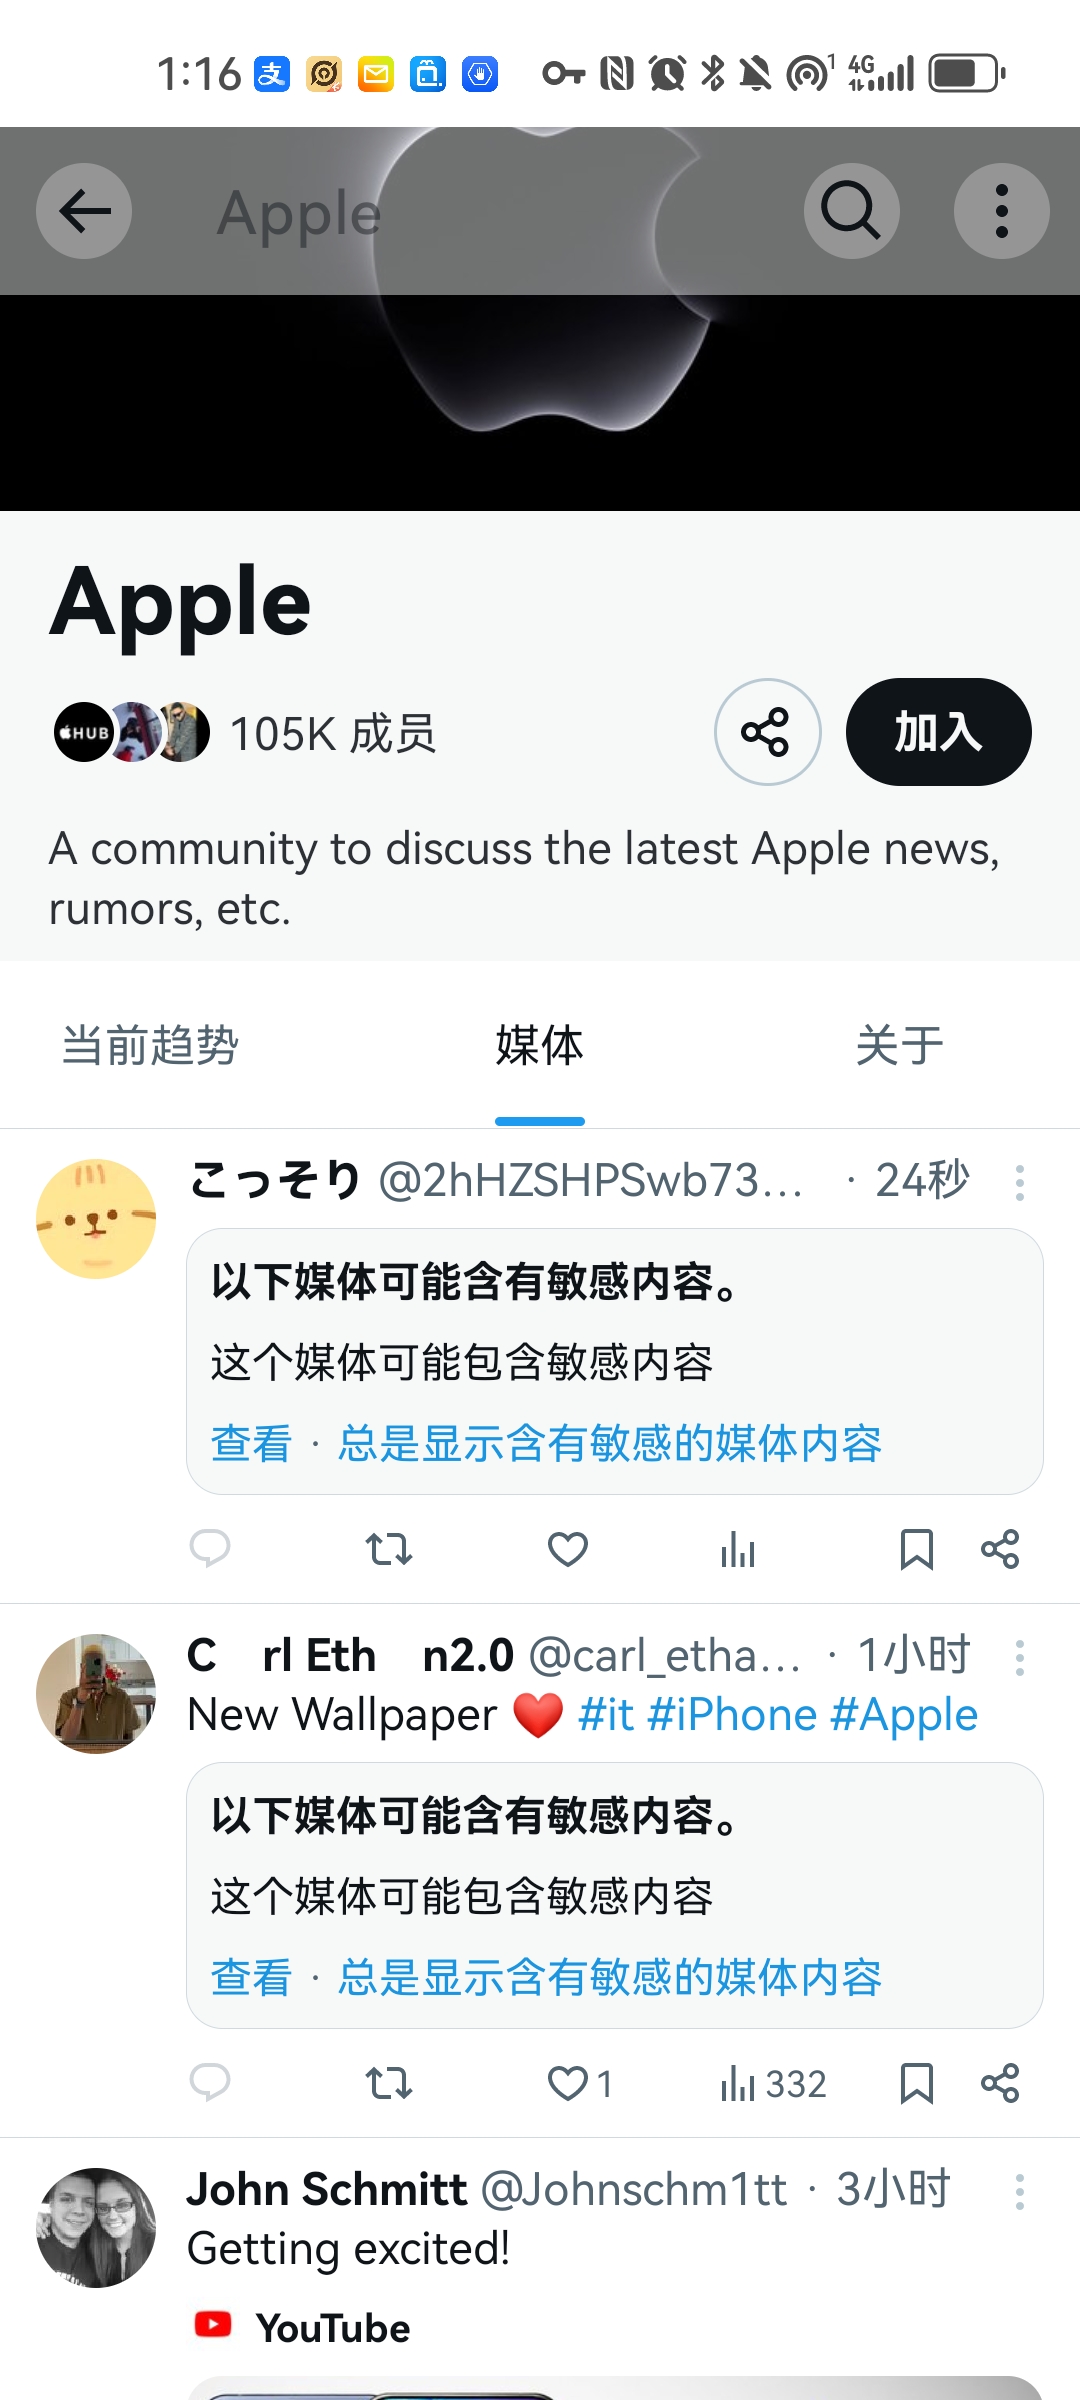 1:16
4G
1
Apple
Apple
HUB
105K 成员
加入
A community to discuss the latest Apple news,
rumors, etc.
当前趋势
媒体
关于
こっそり @2hHZSHPSwb73... · 24秒
以下媒体可能含有敏感内容。
这个媒体可能包含敏感内容
查看 · 总是显示含有敏感的媒体内容
C rl Eth n2.0 @carl_etha... · 1小时
New Wallpaper ❤️ #it #iPhone #Apple
以下媒体可能含有敏感内容。
这个媒体可能包含敏感内容
查看 · 总是显示含有敏感的媒体内容
1
332
John Schmitt @Johnschm1tt · 3小时
Getting excited!
YouTube